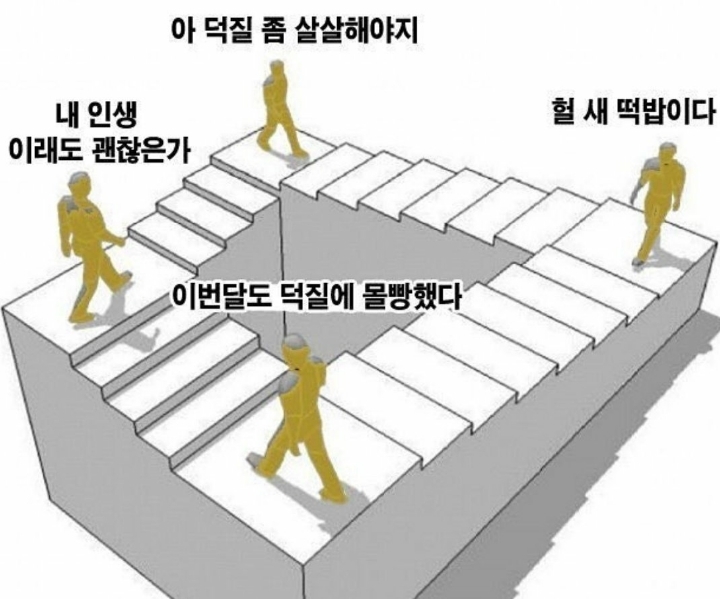 아 덕질 좀 살살해야지
내 인생
이래도 괜찮은가
헐 새 떡밥이다
이번달도 덕질에 몰빵했다